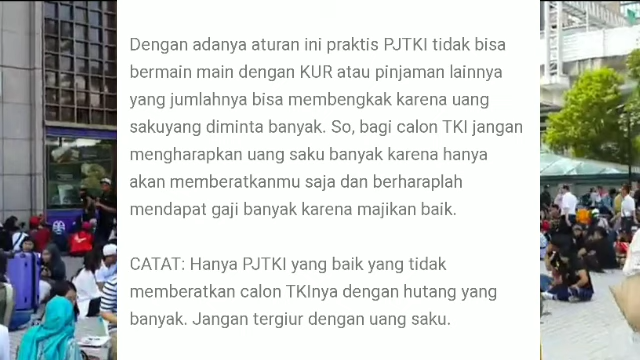 Dengan adanya aturan ini praktis PJTKI tidak bisa
bermain main dengan KUR atau pinjaman lainnya
yang jumlahnya bisa membengkak karena uang
sakuyang diminta banyak. So, bagi calon TKI jangan
mengharapkan uang saku banyak karena hanya
akan memberatkanmu saja dan berharaplah
mendapat gaji banyak karena majikan baik.
CATAT: Hanya PJTKI yang baik yang tidak
memberatkan calon TKInya dengan hutang yang
banyak. Jangan tergiur dengan uang saku.